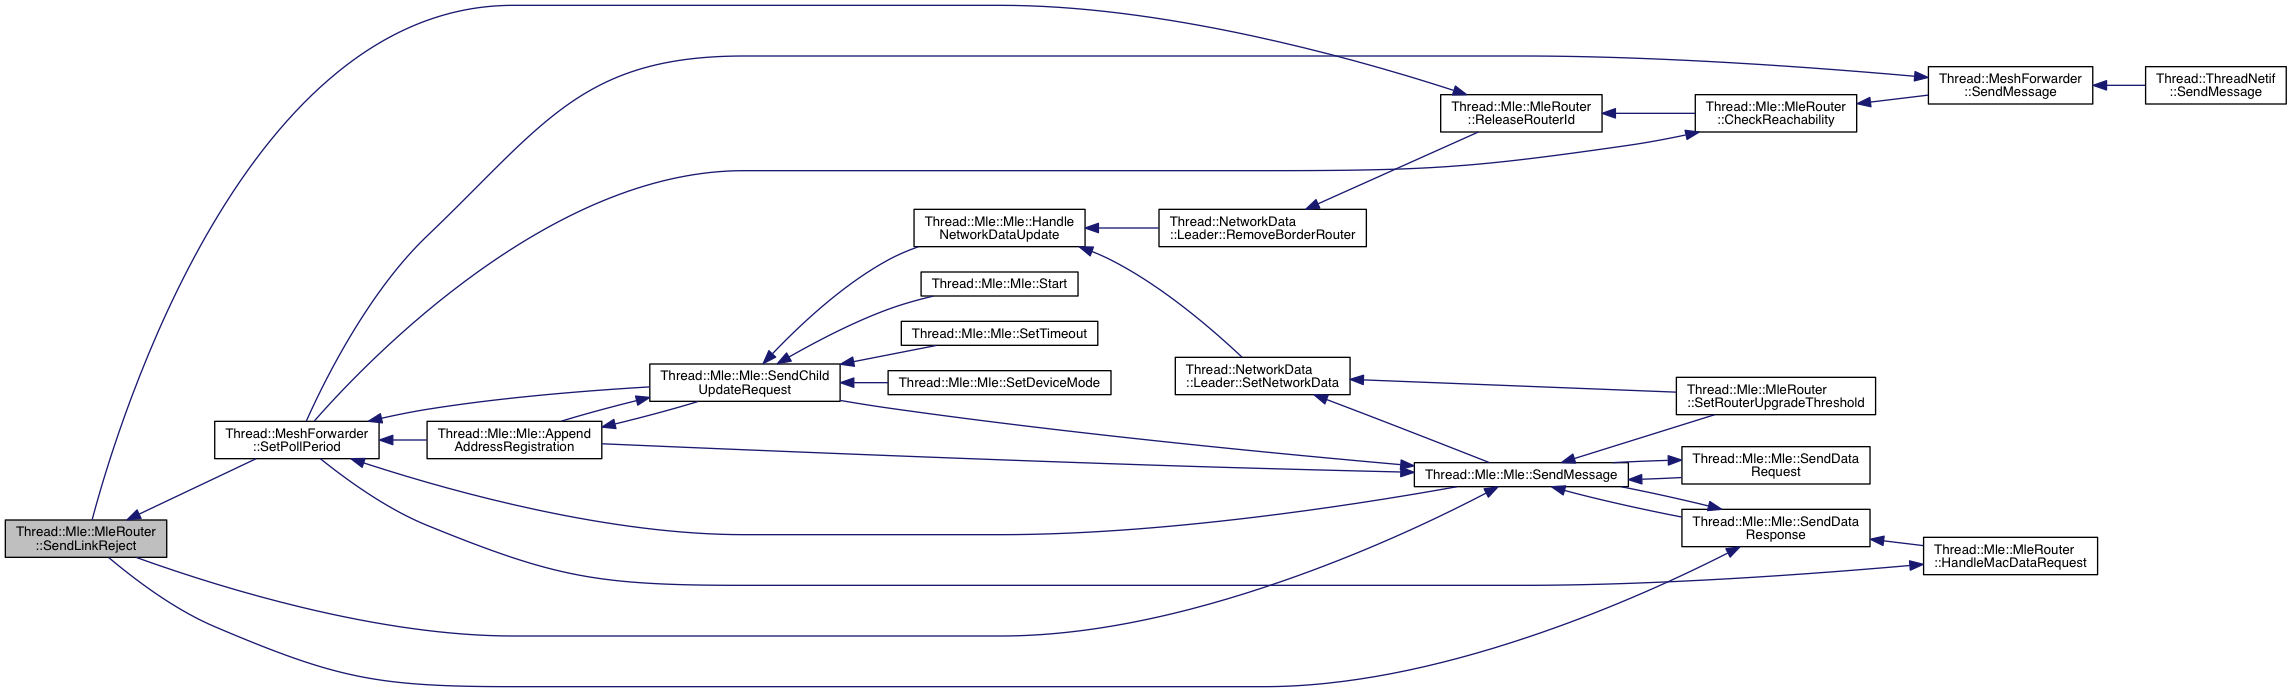 Thread::MeshForwarder
::SendMessage
Thread::ThreadNetif
::SendMessage
Thread::Mle::MleRouter
::ReleaseRouterId
Thread::Mle::MleRouter
::CheckReachability
Thread::Mle::Mle::Handle
NetworkDataUpdate
Thread::NetworkData
::Leader::RemoveBorderRouter
Thread::Mle::Mle::Start
Thread::Mle::Mle::SetTimeout
Thread::Mle::Mle::SendChild
UpdateRequest
Thread::Mle::Mle::SetDeviceMode
Thread::NetworkData
::Leader::SetNetworkData
Thread::Mle::MleRouter
::SetRouterUpgradeThreshold
Thread::MeshForwarder
::SetPollPeriod
Thread::Mle::Mle::Append
AddressRegistration
Thread::Mle::Mle::SendMessage
Thread::Mle::Mle::SendData
Request
Thread::Mle::MleRouter
::SendLinkReject
Thread::Mle::Mle::SendData
Response
Thread::Mle::MleRouter
::HandleMacDataRequest